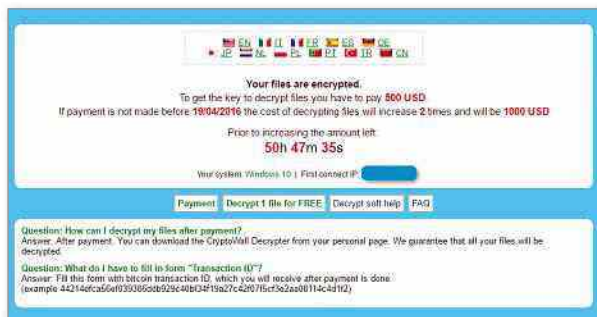 EN IT FR ES DE
JP NL PL PT TR CN
Your files are encrypted.
To get the key to decrypt files you have to pay 500 USD
If payment is not made before 19/04/2016 the cost of decrypting files will increase 2 times and will be 1000 USD
Prior to increasing the amount left
50h 47m 35s
Your system: Windows 10 | First connect IP:
Payment Decrypt 1 file for FREE Decrypt soft help FAQ
Question: How can I decrypt my files after payment?
Answer: After payment. You can download the CryptoWall Decrypter from your personal page. We guarantee that all your files will be
decrypted.
Question: What do I have to fill in form "Transaction ID"?
Answer: Fill this form with bitcoin transaction ID, which you will receive after payment is done.
(example